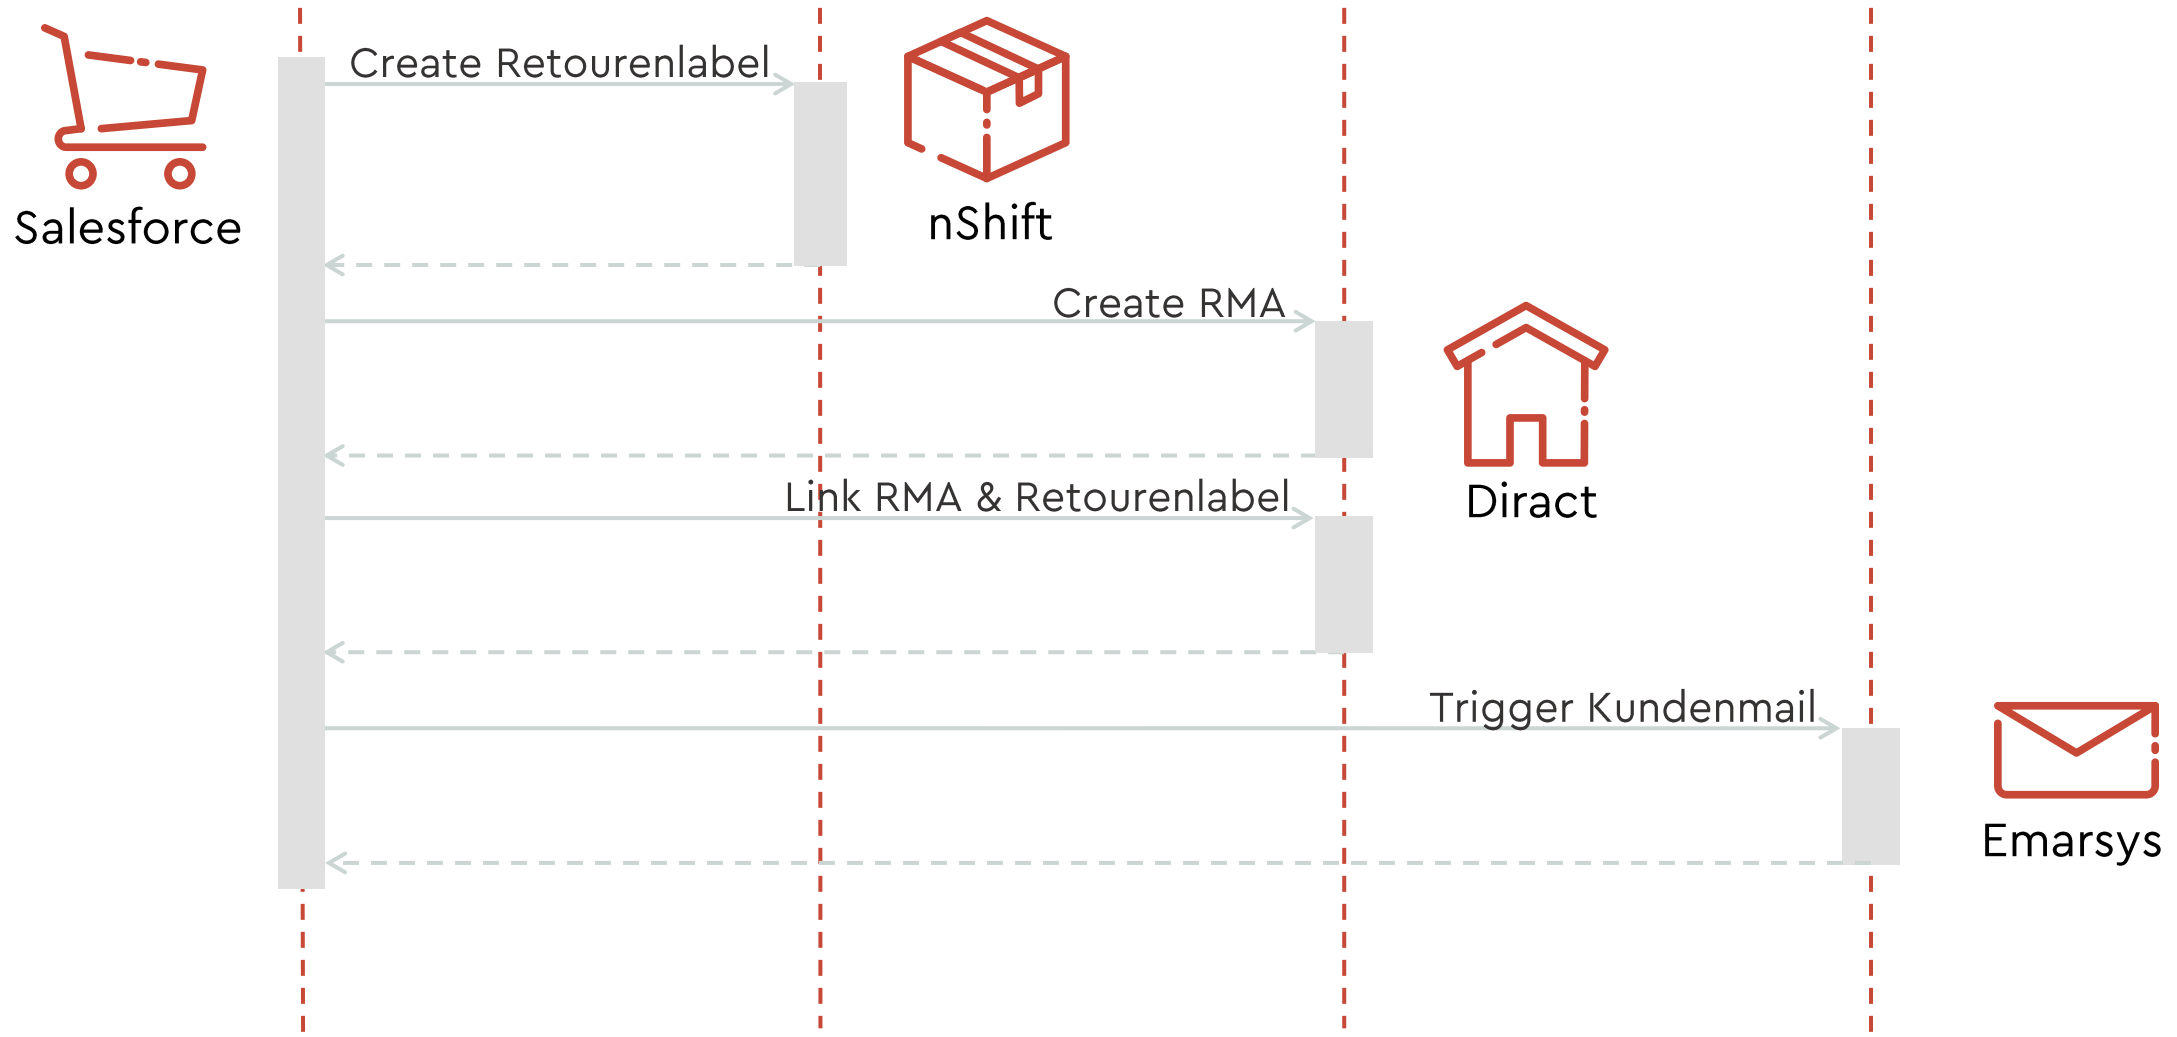 Create Retourenlabel
Salesforce
nShift
Create RMA
Link RMA & Retourenlabel
Diract
Trigger Kundenmail
Emarsys